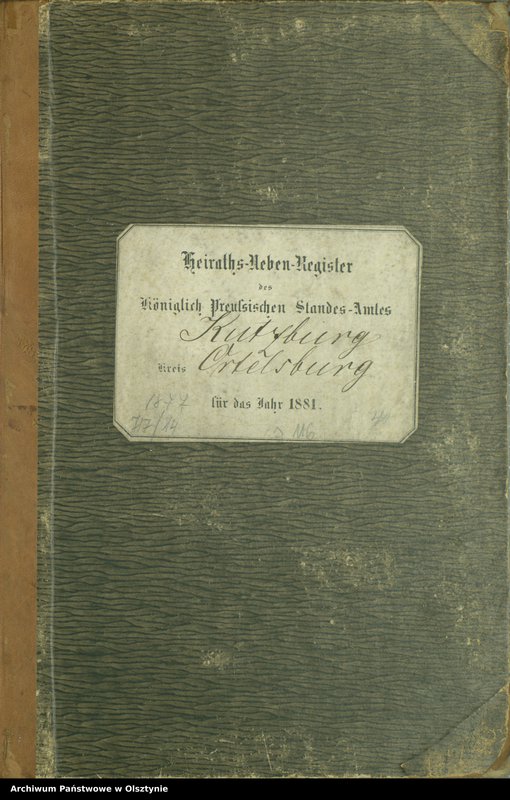 Heiraths-Neben-Register
des
Königlich Preußischen Standes-Amtes
Kutzburg
Kreis Ortelsburg
für das Jahr 1881.
1877
Archiwum Państwowe w Olsztynie